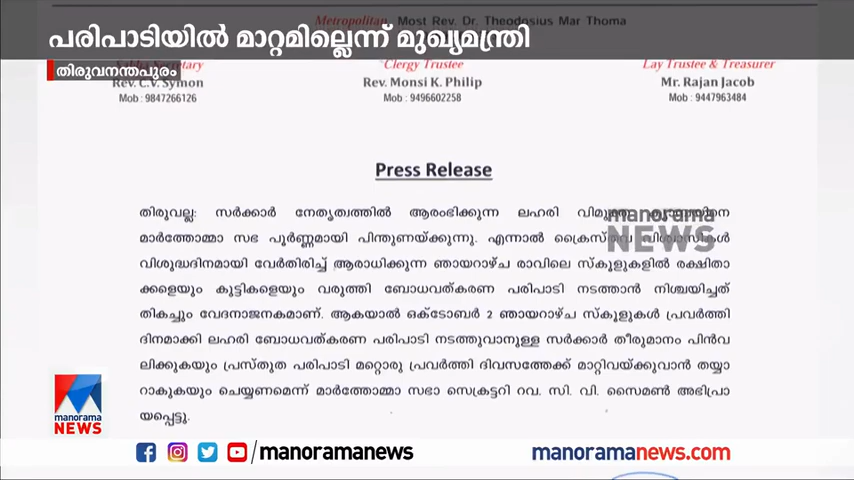 Metropolitan Most Rev. Dr. Theodosius Mar Thoma
പരിപാടിയിൽ മാറ്റമില്ലെന്ന് മുഖ്യമന്ത്രി
തിരുവനന്തപുരം
Secretary Clergy Trustee Lay Trustee & Treasurer
Rev. C.V. Symon Rev. Monsi K. Philip Mr. Rajan Jacob
Mob : 9847266126 Mob : 9496602258 Mob : 9447963484
Press Release
തിരുവല്ല: സർക്കാർ നേതൃത്വത്തിൽ ആരംഭിക്കുന്ന ലഹരി വിമുക്ത
മാർത്തോമ്മാ സഭ പൂർണ്ണമായി പിന്തുണയ്ക്കുന്നു. എന്നാൽ ക്രൈസ്തവ വിശ്വാസികൾ
വിശുദ്ധദിനമായി വേർതിരിച്ച് ആരാധിക്കുന്ന ഞായറാഴ്ച രാവിലെ സ്കൂളുകളിൽ രക്ഷിതാ
ക്കളെയും കുട്ടികളെയും വരുത്തി ബോധവത്കരണ പരിപാടി നടത്താൻ നിശ്ചയിച്ചത്
തികച്ചും വേദനാജനകമാണ്. ആകയാൽ ഒക്ടോബർ 2 ഞായറാഴ്ച സ്കൂളുകൾ പ്രവർത്തി
ദിനമാക്കി ലഹരി ബോധവത്കരണ പരിപാടി നടത്തുവാനുള്ള സർക്കാർ തീരുമാനം പിൻവ
ലിക്കുകയും പ്രസ്തുത പരിപാടി മറ്റൊരു പ്രവർത്തി ദിവസത്തേക്ക് മാറ്റിവയ്ക്കുവാൻ തയ്യാ
റാകുകയും ചെയ്യണമെന്ന് മാർത്തോമ്മാ സഭാ സെക്രട്ടറി റവ. സി. വി. സൈമൺ അഭിപ്രാ
യപ്പെട്ടു.
manorama
NEWS
manorama
NEWS
/manoramanews
manoramanews.com